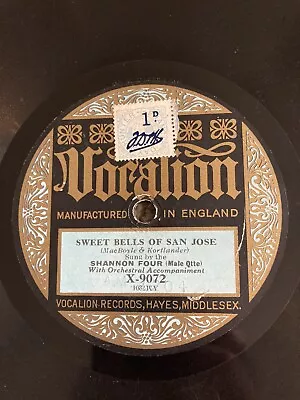 1D
Vocalion
MANUFACTURED IN ENGLAND
SWEET BELLS OF SAN JOSE
(MacBoyle & Kortlander)
Sung by the
SHANNON FOUR (Male Qtte)
With Orchestral Accompaniment
X-9072
VOCALION-RECORDS, HAYES, MIDDLESEX.